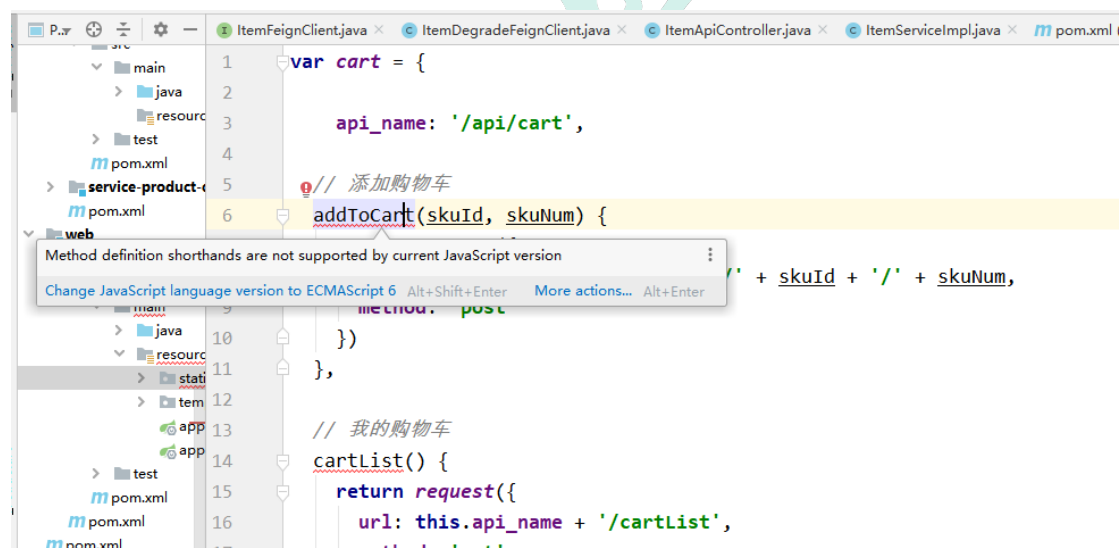 P..
ItemFeignClient.java
ItemDegradeFeignClient.java
ItemApiController.java
ItemServiceImpl.java
pom.xml
src
main
java
resourc
test
pom.xml
service-product-c
pom.xml
web
main
java
resourc
stati
tem
app
app
test
pom.xml
pom.xml
pom.xml
1 var cart = {
2
3 api_name: '/api/cart',
4
5 // 添加购物车
6 addToCart(skuId, skuNum) {
Method definition shorthands are not supported by current JavaScript version
Change JavaScript language version to ECMAScript 6 Alt+Shift+Enter More actions... Alt+Enter
/' + skuId + '/' + skuNum,
9 method: 'post'
10 })
11 },
12
13 // 我的购物车
14 cartList() {
15 return request({
16 url: this.api_name + '/cartList',